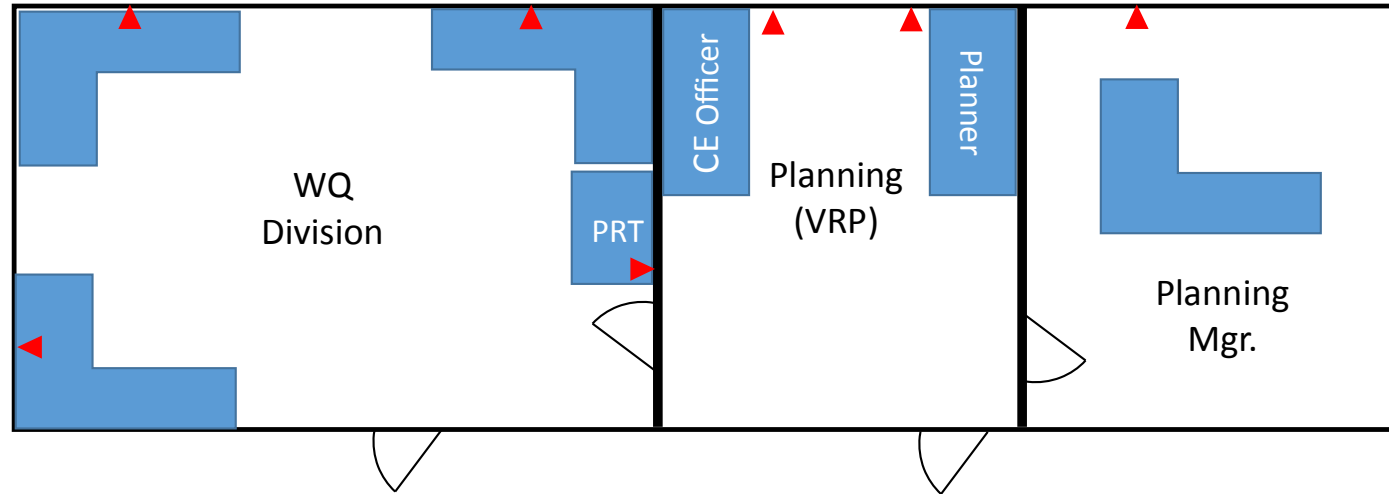 WQ
Division
PRT
CE Officer
Planning
(VRP)
Planner
Planning
Mgr.